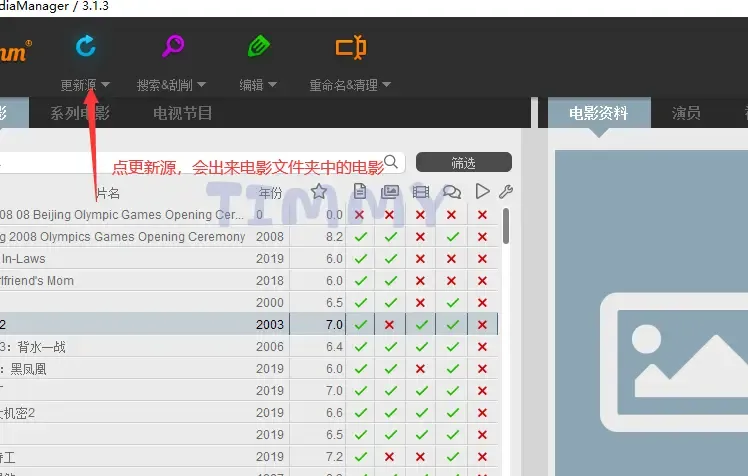 diaManager / 3.1.3
mm®
更新源 搜索&刮削 编辑 重命名&清理
影 系列电影 电视节目 电影资料 演员
点更新源，会出来电影文件夹中的电影 筛选
片名 年份
TIMMY
08 08 Beijing Olympic Games Opening Cer... 0 0.0
g 2008 Olympics Games Opening Ceremony 2008 8.2
In-Laws 2019 6.0
lfriend's Mom 2018 6.0
2000 6.5
2 2003 7.0
3：背水一战 2006 6.4
：黑凤凰 2019 6.0
2019 7.0
大机密2 2019 6.6
2019 6.5
特工 2019 7.2